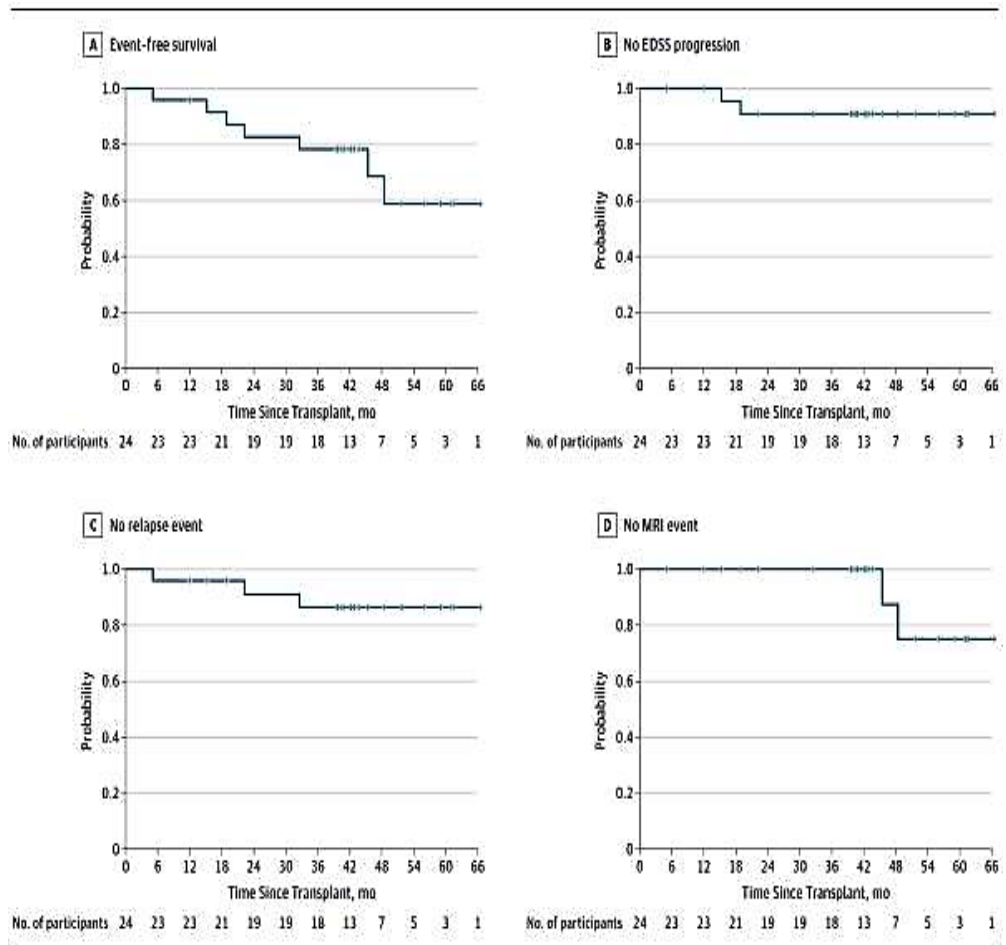 A Event-free survival
1.0
0.8
0.6
0.4
0.2
0
Probability
0 6 12 18 24 30 36 42 48 54 60 66
Time Since Transplant, mo
No. of participants 24 23 23 21 19 19 18 13 7 5 3 1
B No EDSS progression
1.0
0.8
0.6
0.4
0.2
0
Probability
0 6 12 18 24 30 36 42 48 54 60 66
Time Since Transplant, mo
No. of participants 24 23 23 21 19 19 18 13 7 5 3 1
C No relapse event
1.0
0.8
0.6
0.4
0.2
0
Probability
0 6 12 18 24 30 36 42 48 54 60 66
Time Since Transplant, mo
No. of participants 24 23 23 21 19 19 18 13 7 5 3 1
D No MRI event
1.0
0.8
0.6
0.4
0.2
0
Probability
0 6 12 18 24 30 36 42 48 54 60 66
Time Since Transplant, mo
No. of participants 24 23 23 21 19 19 18 13 7 5 3 1